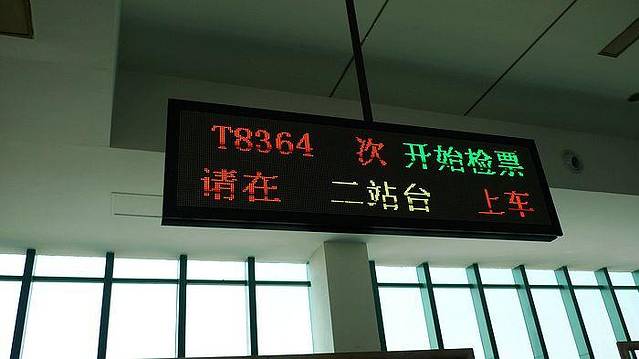 T8364 次 开始检票
请在 二站台 上车